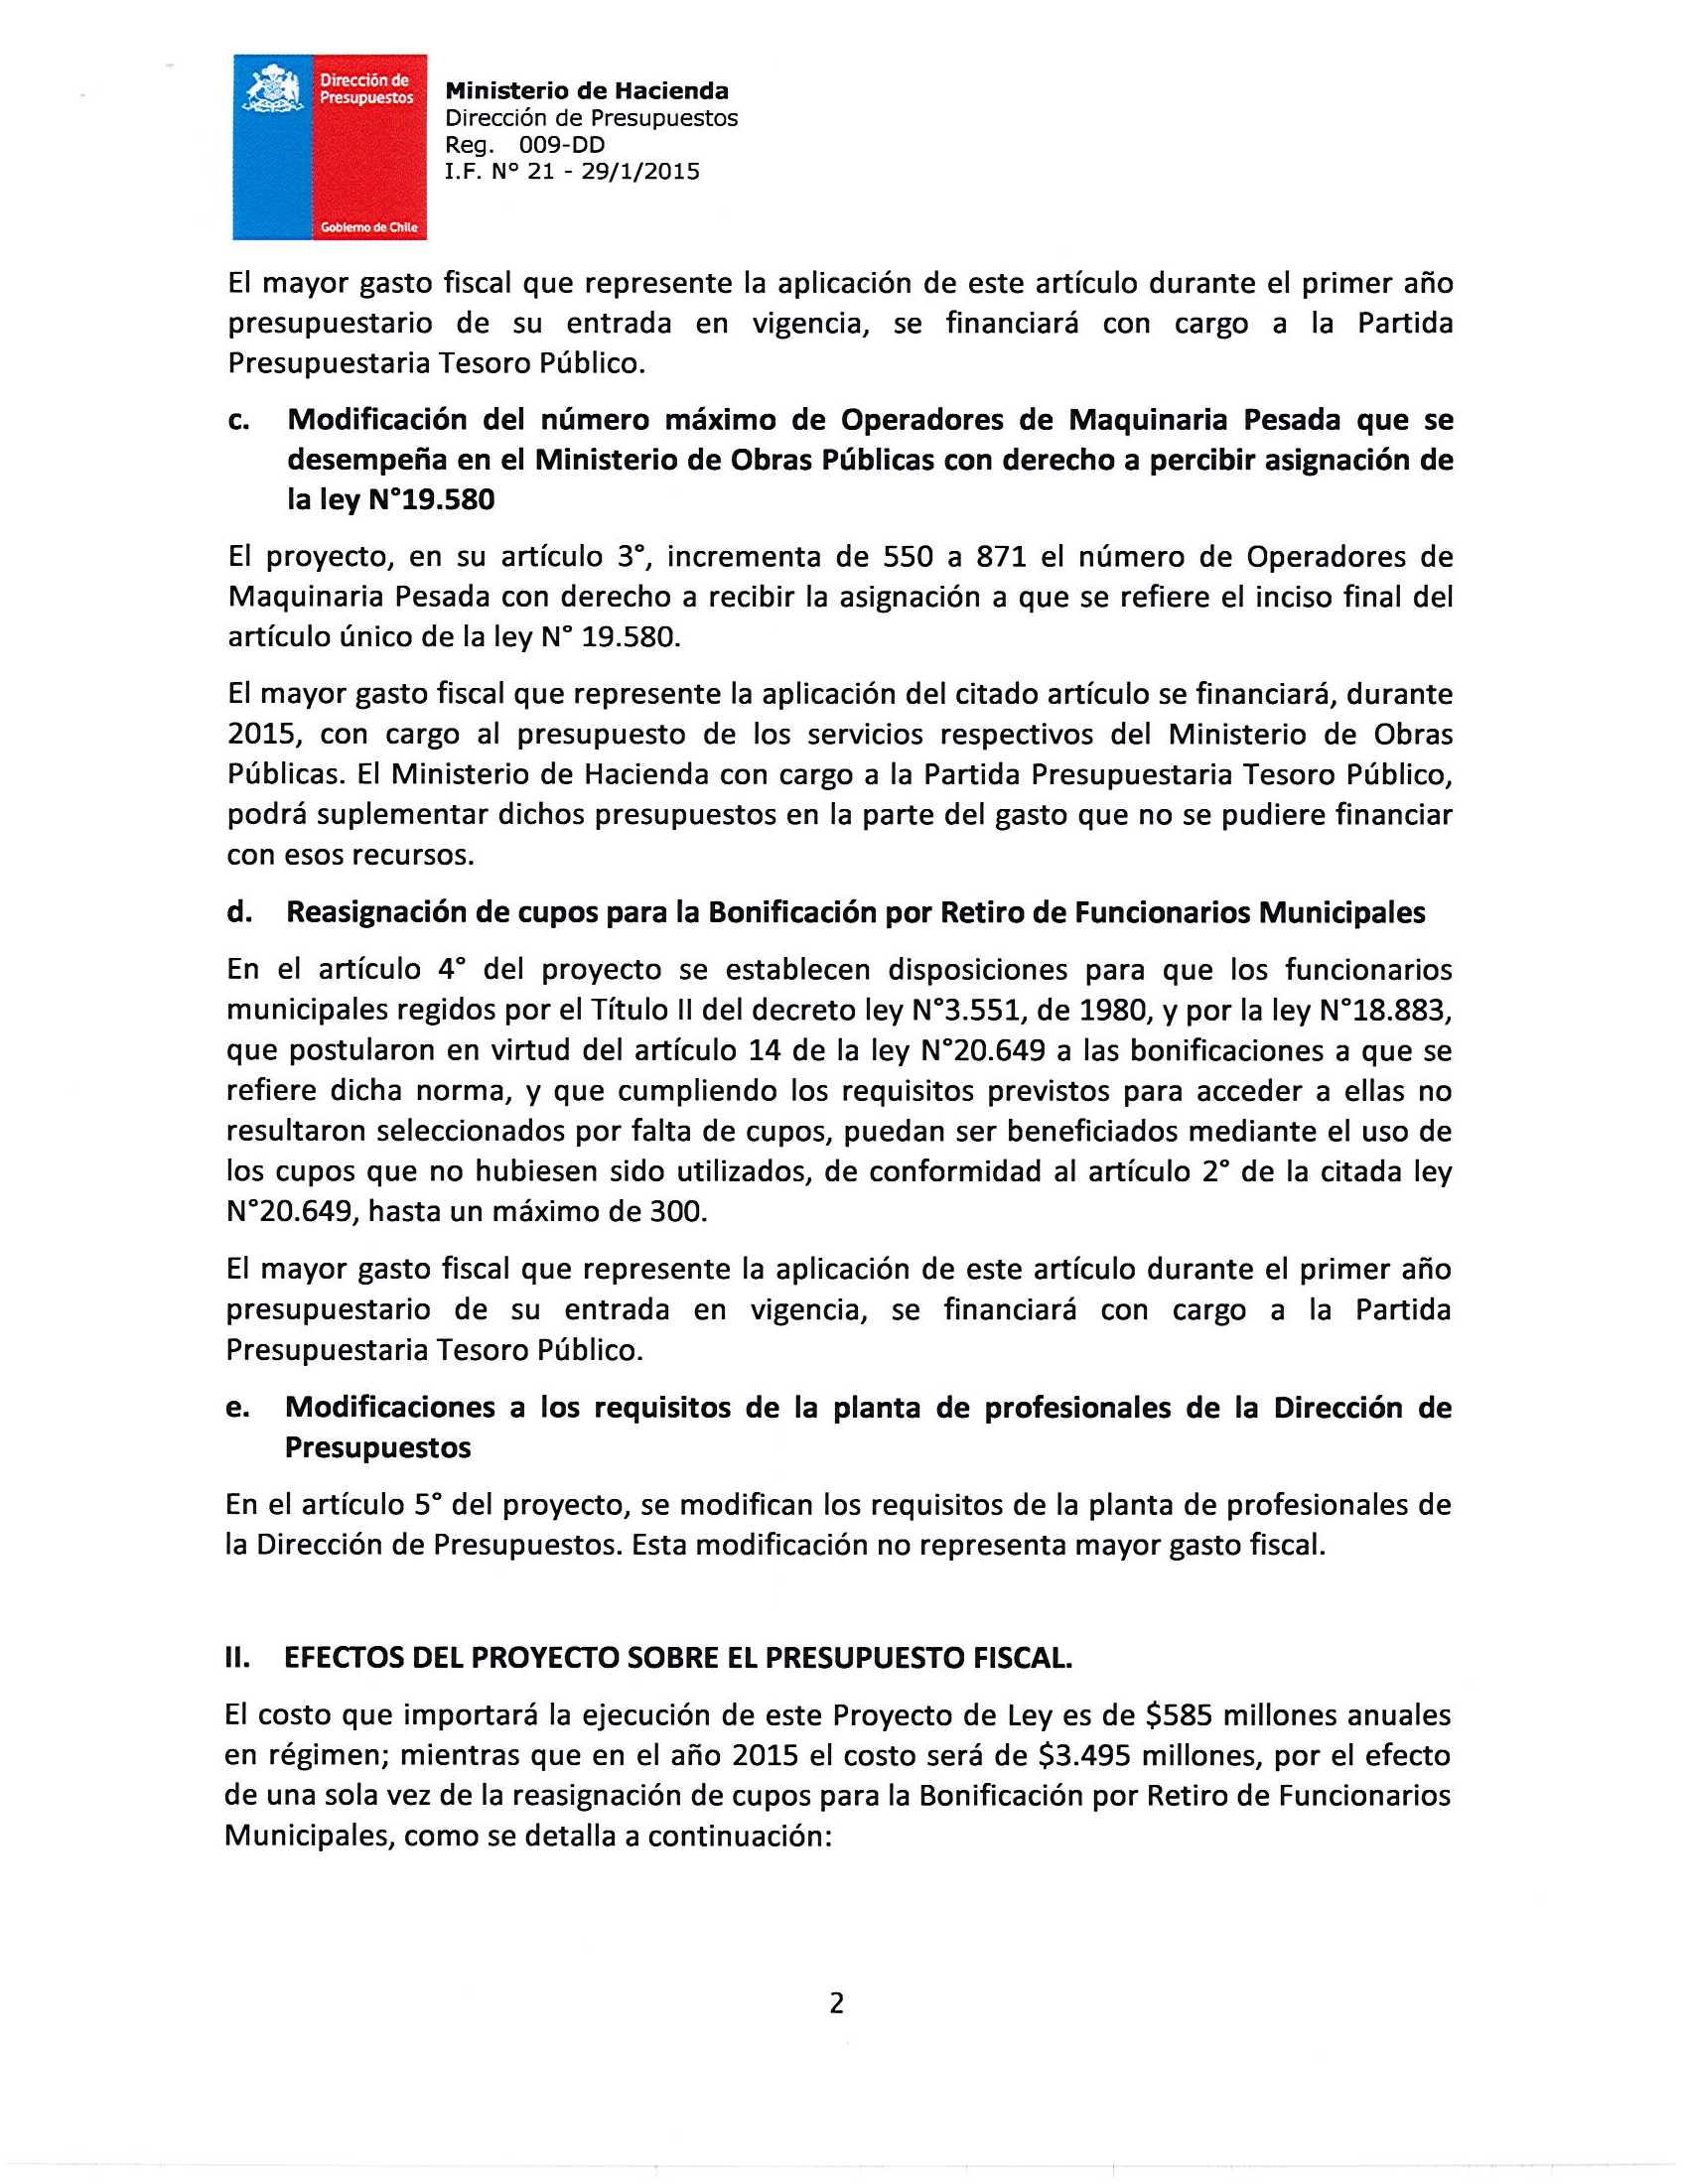 Dirección de
Presupuestos
Gobierno de Chile
Ministerio de Hacienda
Dirección de Presupuestos
Reg. 009-DD
I.F. N° 21 - 29/1/2015
El mayor gasto fiscal que represente la aplicación de este artículo durante el primer año
presupuestario de su entrada en vigencia, se financiará con cargo a la Partida
Presupuestaria Tesoro Público.
c. Modificación del número máximo de Operadores de Maquinaria Pesada que se
desempeña en el Ministerio de Obras Públicas con derecho a percibir asignación de
la ley N°19.580
El proyecto, en su artículo 3°, incrementa de 550 a 871 el número de Operadores de
Maquinaria Pesada con derecho a recibir la asignación a que se refiere el inciso final del
artículo único de la ley N° 19.580.
El mayor gasto fiscal que represente la aplicación del citado artículo se financiará, durante
2015, con cargo al presupuesto de los servicios respectivos del Ministerio de Obras
Públicas. El Ministerio de Hacienda con cargo a la Partida Presupuestaria Tesoro Público,
podrá suplementar dichos presupuestos en la parte del gasto que no se pudiere financiar
con esos recursos.
d. Reasignación de cupos para la Bonificación por Retiro de Funcionarios Municipales
En el artículo 4° del proyecto se establecen disposiciones para que los funcionarios
municipales regidos por el Título II del decreto ley N°3.551, de 1980, y por la ley N°18.883,
que postularon en virtud del artículo 14 de la ley N°20.649 a las bonificaciones a que se
refiere dicha norma, y que cumpliendo los requisitos previstos para acceder a ellas no
resultaron seleccionados por falta de cupos, puedan ser beneficiados mediante el uso de
los cupos que no hubiesen sido utilizados, de conformidad al artículo 2° de la citada ley
N°20.649, hasta un máximo de 300.
El mayor gasto fiscal que represente la aplicación de este artículo durante el primer año
presupuestario de su entrada en vigencia, se financiará con cargo a la Partida
Presupuestaria Tesoro Público.
e. Modificaciones a los requisitos de la planta de profesionales de la Dirección de
Presupuestos
En el artículo 5° del proyecto, se modifican los requisitos de la planta de profesionales de
la Dirección de Presupuestos. Esta modificación no representa mayor gasto fiscal.
II. EFECTOS DEL PROYECTO SOBRE EL PRESUPUESTO FISCAL.
El costo que importará la ejecución de este Proyecto de Ley es de $585 millones anuales
en régimen; mientras que en el año 2015 el costo será de $3.495 millones, por el efecto
de una sola vez de la reasignación de cupos para la Bonificación por Retiro de Funcionarios
Municipales, como se detalla a continuación:
2